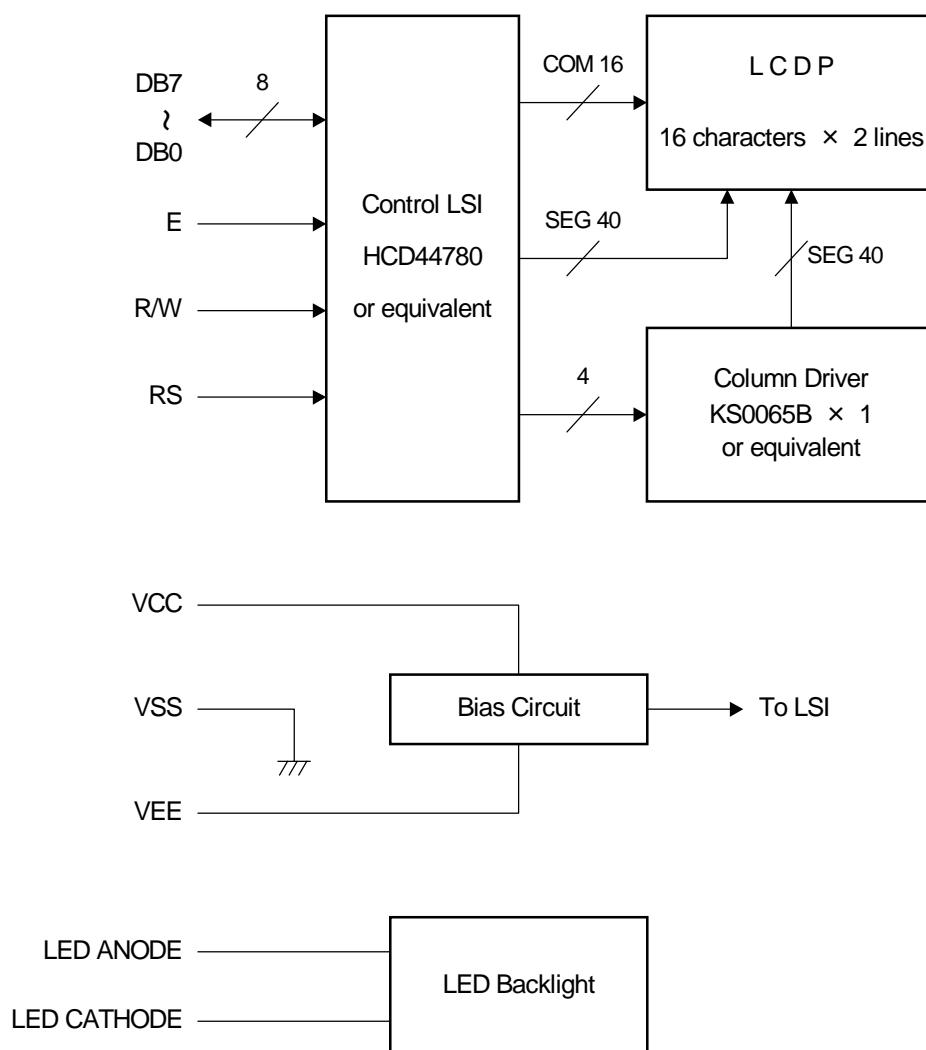 DB7
~
DB0
8
E
R/W
RS
Control LSI
HCD44780
or equivalent
COM 16
SEG 40
4
L C D P
16 characters × 2 lines
SEG 40
Column Driver
KS0065B × 1
or equivalent
VCC
VSS
VEE
Bias Circuit
To LSI
LED ANODE
LED CATHODE
LED Backlight